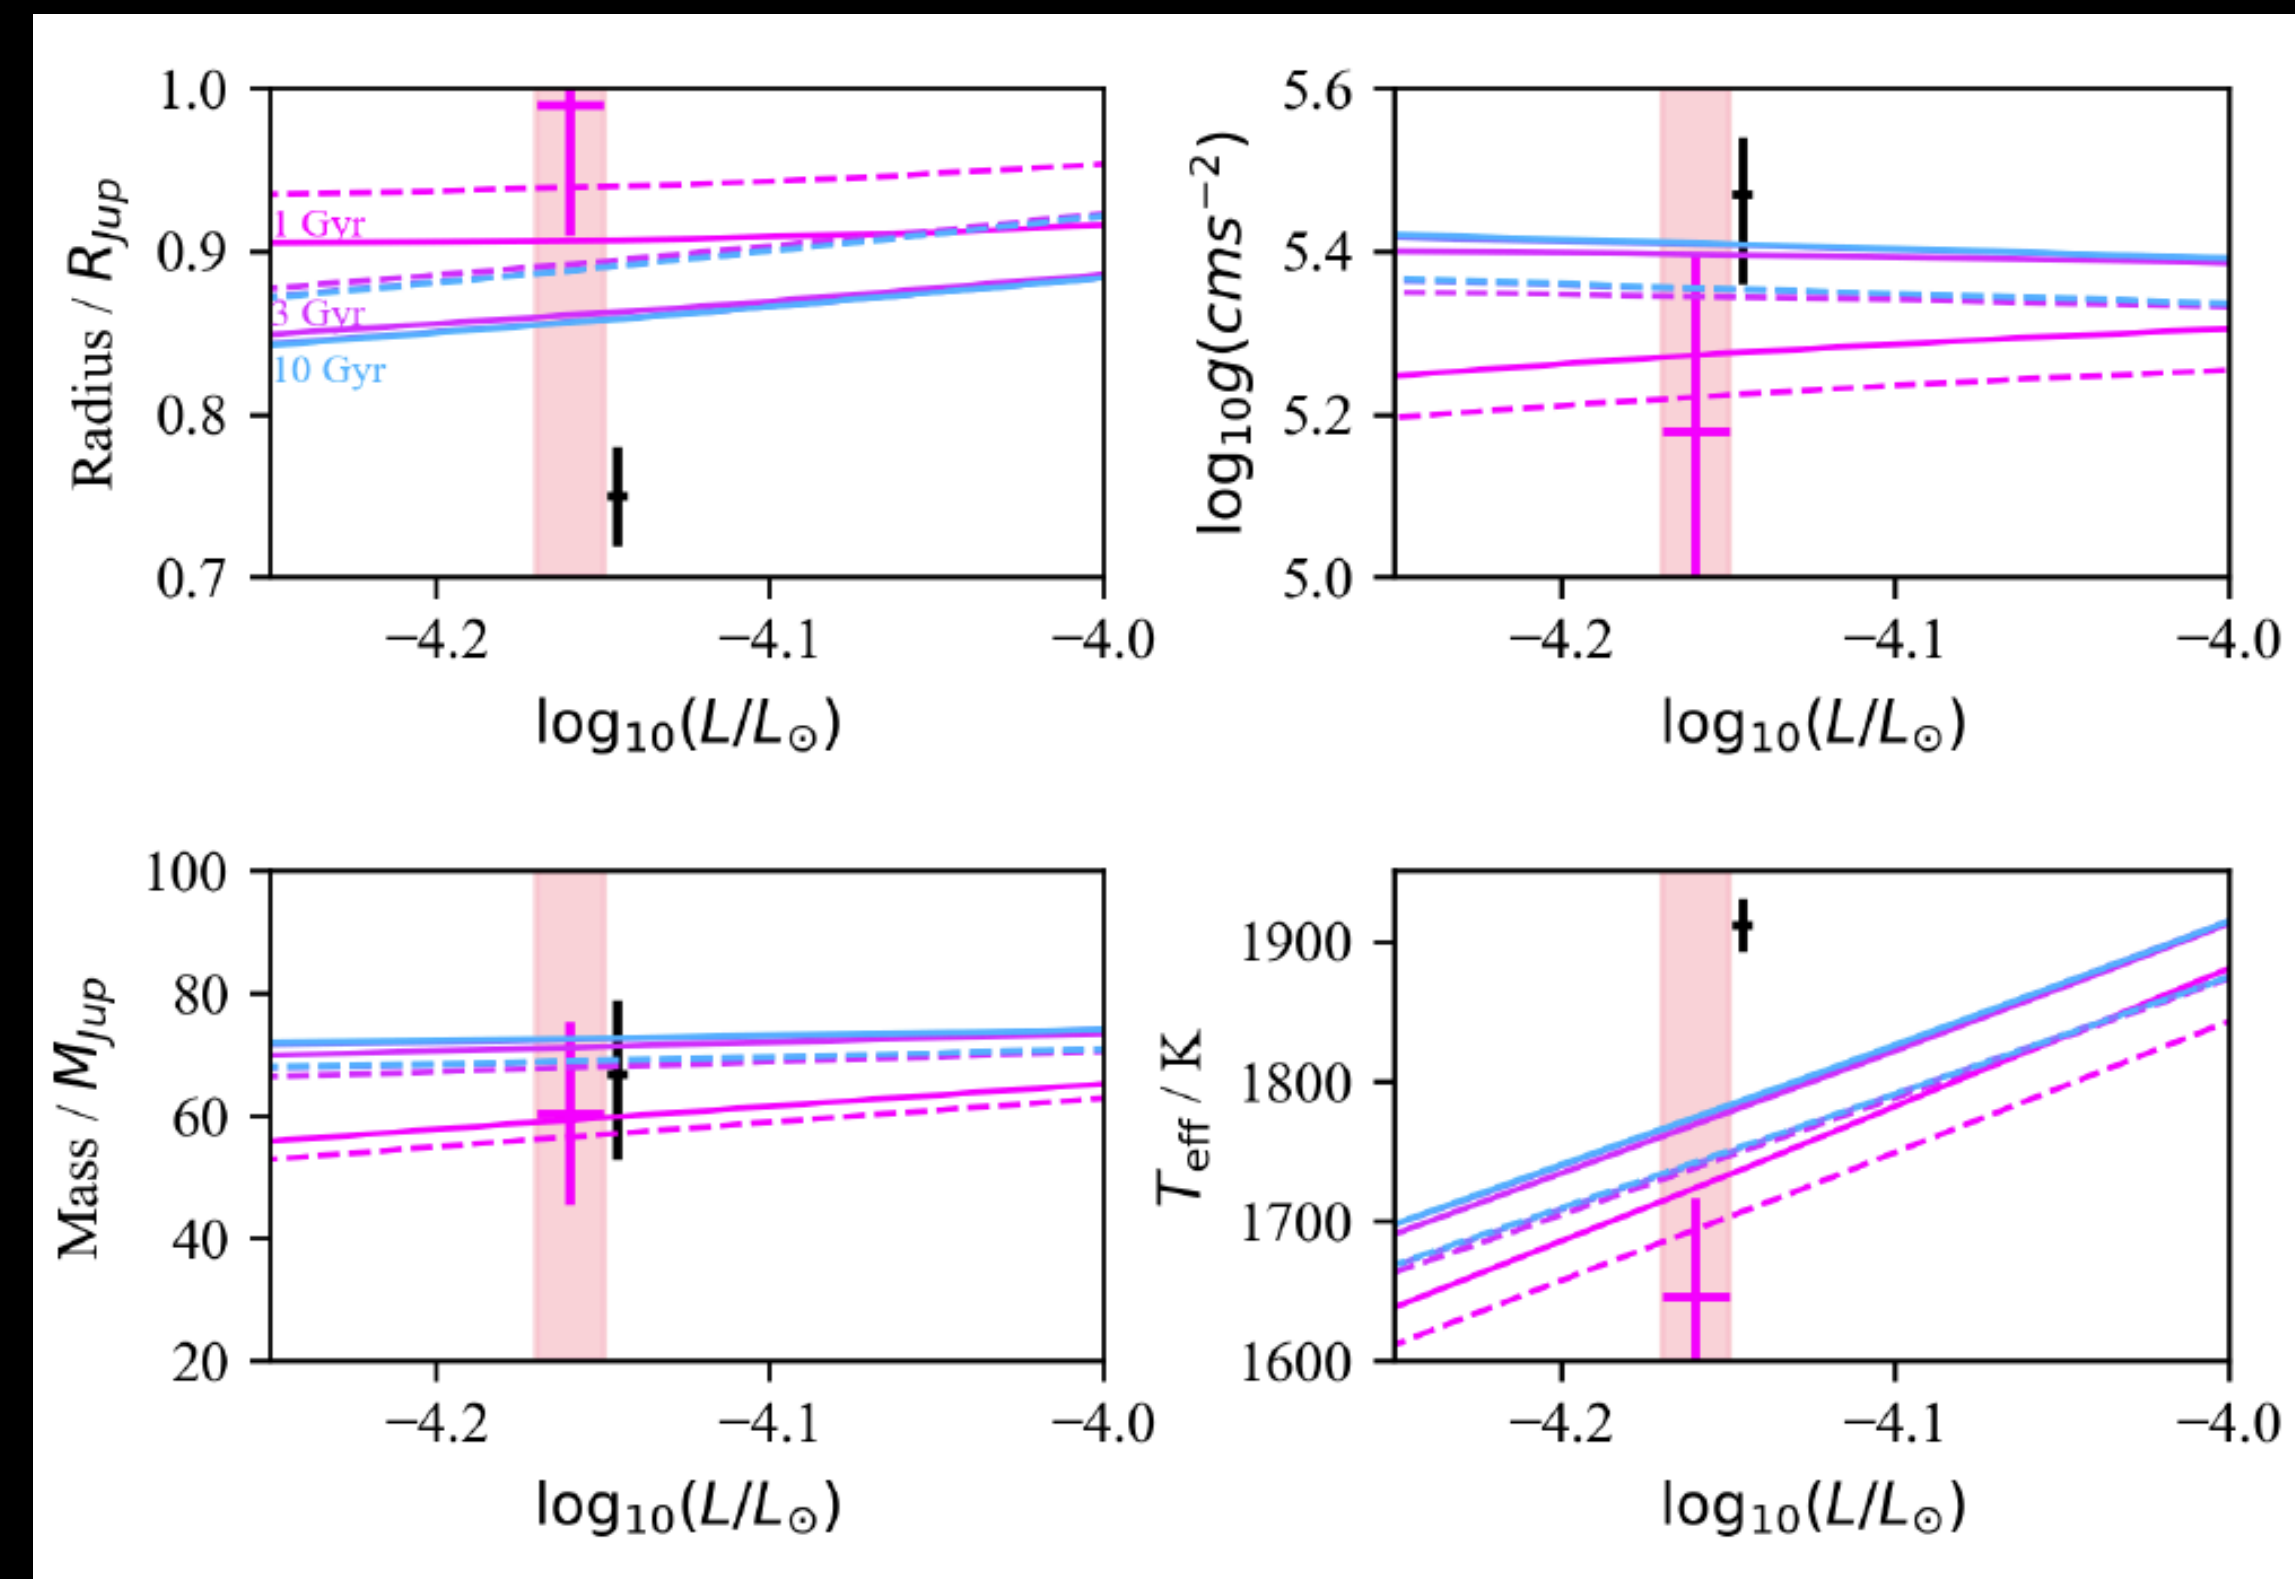 Radius / R_Jup
1.0
0.9
0.8
0.7
1 Gyr
3 Gyr
10 Gyr
−4.2 −4.1 −4.0
log₁₀(L/L⊙)
log₁₀g(cms⁻²)
5.6
5.4
5.2
5.0
−4.2 −4.1 −4.0
log₁₀(L/L⊙)
Mass / M_Jup
100
80
60
40
20
−4.2 −4.1 −4.0
log₁₀(L/L⊙)
T_eff / K
1900
1800
1700
1600
−4.2 −4.1 −4.0
log₁₀(L/L⊙)